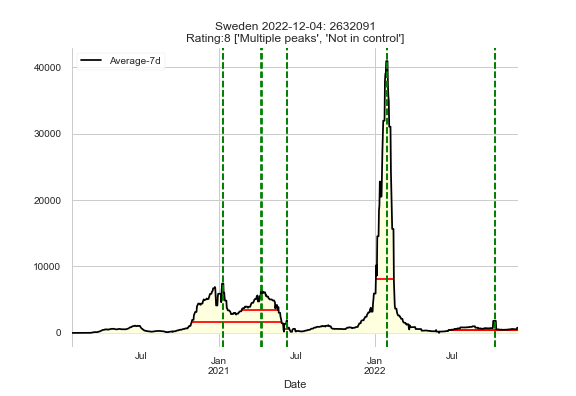 Sweden 2022-12-04: 2632091
Rating:8 ['Multiple peaks', 'Not in control']
Average-7d
40000
30000
20000
10000
0
Jul
Jan
2021
Jul
Jan
2022
Jul
Date